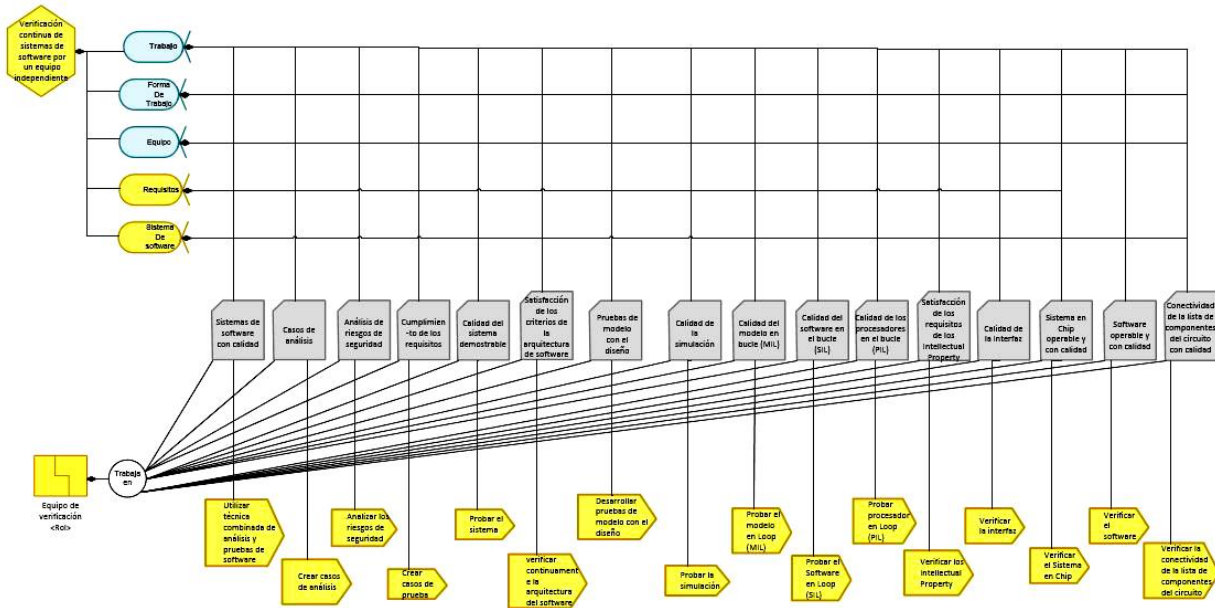 Verificación
continua de
sistemas de
software por
un equipo
independiente
Trabajo
Forma
De
Trabajo
Equipo
Requisitos
Sistema
De
software
Sistemas de
software
con calidad
Casos de
análisis
Análisis de
riesgos de
seguridad
Cumplimien
-to de los
requisitos
Calidad del
sistema
demostrable
Satisfacción
de los
criterios de
la
arquitectura
de software
Pruebas de
modelo
con el
diseño
Calidad de
la
simulación
Calidad del
modelo en
bucle (MIL)
Calidad del
software en
el bucle
(SIL)
Calidad de los
procesadores
en el bucle
(PIL)
Satisfacción
de los
requisitos
de los
Intellectual
Property
Calidad de
la interfaz
Sistema en
Chip
operable y
con calidad
Software
operable y
con calidad
Conectividad
de la lista de
componentes
del circuito
con calidad
Trabaja
en
Equipo de
verificación
<Rol>
Utilizar
técnica
combinada de
análisis y
pruebas de
software
Crear casos
de análisis
Analizar los
riesgos de
seguridad
Crear
casos de
prueba
Probar el
sistema
verificar
continuament
e la
arquitectura
del software
Desarrollar
pruebas de
modelo con el
diseño
Probar la
simulación
Probar el
modelo
en Loop
(MIL)
Probar el
Software
en Loop
(SIL)
Probar
procesador
en Loop
(PIL)
Verificar los
Intellectual
Property
Verificar
la interfaz
Verificar
el Sistema
en Chip
Verificar
el
software
Verificar la
conectividad
de la lista de
componentes
del circuito